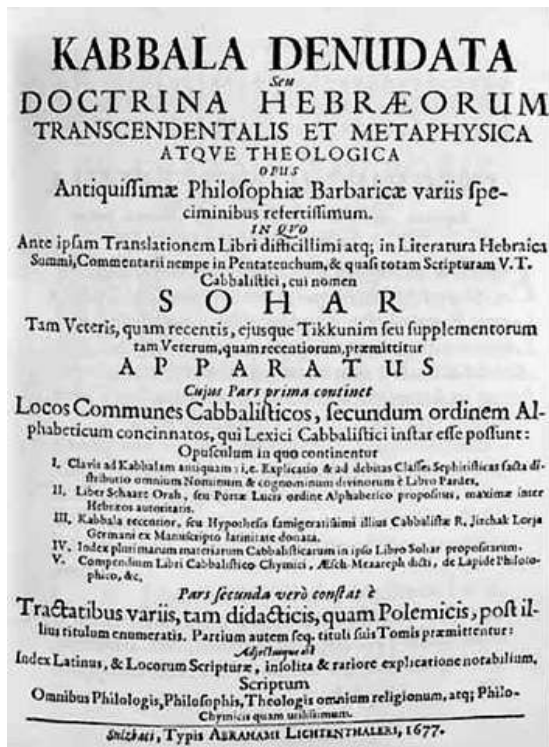 KABBALA DENUDATA
Seu
DOCTRINA HEBRÆORUM
TRANSCENDENTALIS ET METAPHYSICA
ATQVE THEOLOGICA
OPUS
Antiquiſſimæ Philoſophiæ Barbaricæ variis ſpe-
ciminibus refertiſſimum.
IN QVO
Ante ipſam Translationem Libri difficillimi atq; in Literatura Hebraica
Summi, Commentarii nempe in Pentateuchum, & quaſi totam Scripturam V. T.
Cabbaliſtici, cui nomen
SOHAR
Tam Veteris, quam recentis, ejusque Tikkunim ſeu ſupplementorum
tam Veterum, quam recentiorum, præmittitur
APPARATUS
Cujus Pars prima continet
Locos Communes Cabbaliſticos, ſecundum ordinem Al-
phabeticum concinnatos, qui Lexici Cabbaliſtici inſtar eſſe poſſunt:
Opuſculum in quo continentur
I. Clavis ad Kabbalam antiquam: i. e. Explicatio & ad debitas Claſſes Sephiriſticas facta di-
ſtributio omnium Nominum & cognominum divinorum è Libro Pardes.
II. Liber Schaare Orah, ſeu Portæ Lucis ordine Alphabetico propoſitus, maximæ inter
Hebræos autoritatis.
III. Kabbala recentior, ſeu Hypotheſis famigeratiſſimi illius Cabbaliſtæ R. Jizchak Lorja
Germani ex Manuſcripto latinitate donata.
IV. Index plurimarum materiarum Cabbaliſticarum in ipſo Libro Sohar propoſitarum.
V. Compendium Libri Cabbaliſtico Chymici, Æſch-Mezareph dicti, de Lapide Philoſo-
phico, &c.
Pars ſecunda verò conſtat è
Tractatibus variis, tam didacticis, quam Polemicis, poſt il-
lius titulum enumeratis. Partium autem ſeq. tituli ſuis Tomis præmittentur:
Adjectusque eſt
Index Latinus, & Locorum Scripturæ, inſolita & rariore explicatione notabilium,
Scriptum
Omnibus Philologis, Philoſophis, Theologis omnium religionum, atq; Philo-
Chymicis quam utiliſſimum.
Sulzbaci, Typis ABRAHAMI LICHTENTHALERI, 1677.